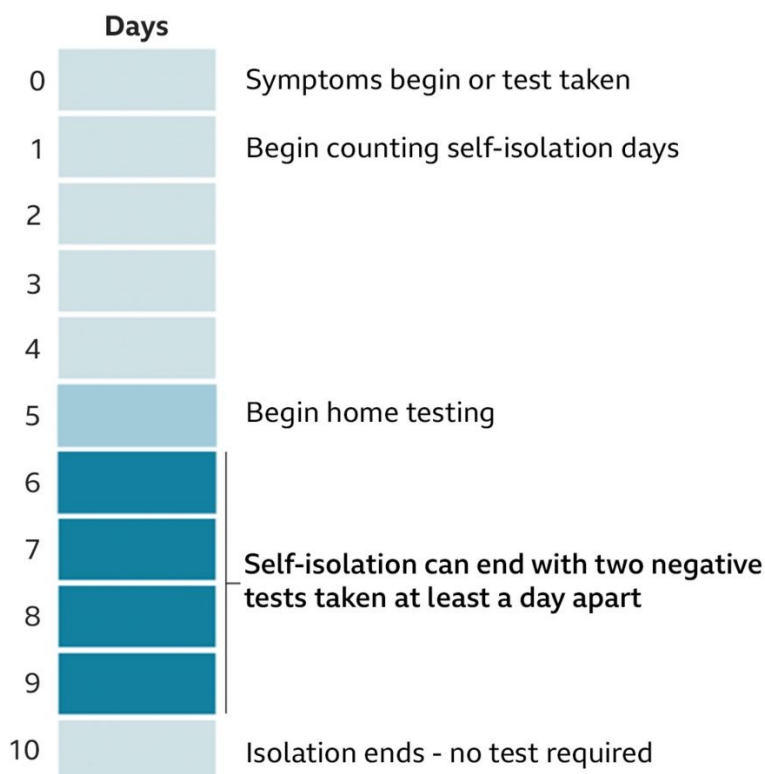 Days
0 Symptoms begin or test taken
1 Begin counting self-isolation days
2
3
4
5 Begin home testing
6
7
Self-isolation can end with two negative
tests taken at least a day apart
8
9
10 Isolation ends - no test required